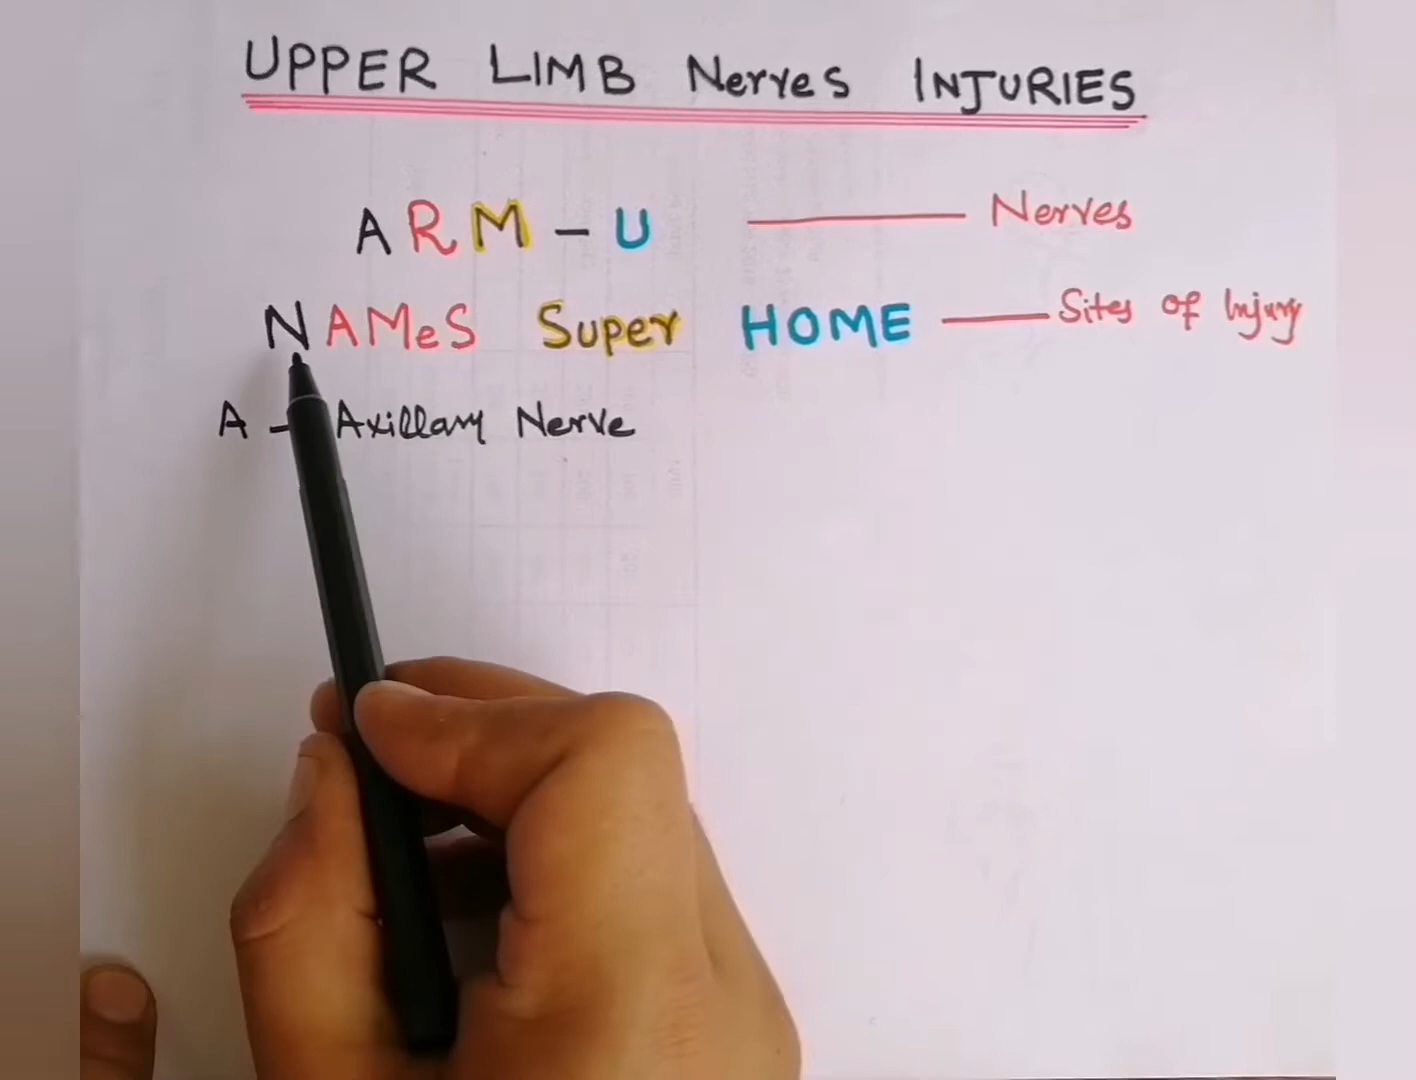 UPPER LIMB Nerves INJURIES
ARM - U — Nerves
NAMeS Super HOME — Sites of Injury
A - Axillary Nerve